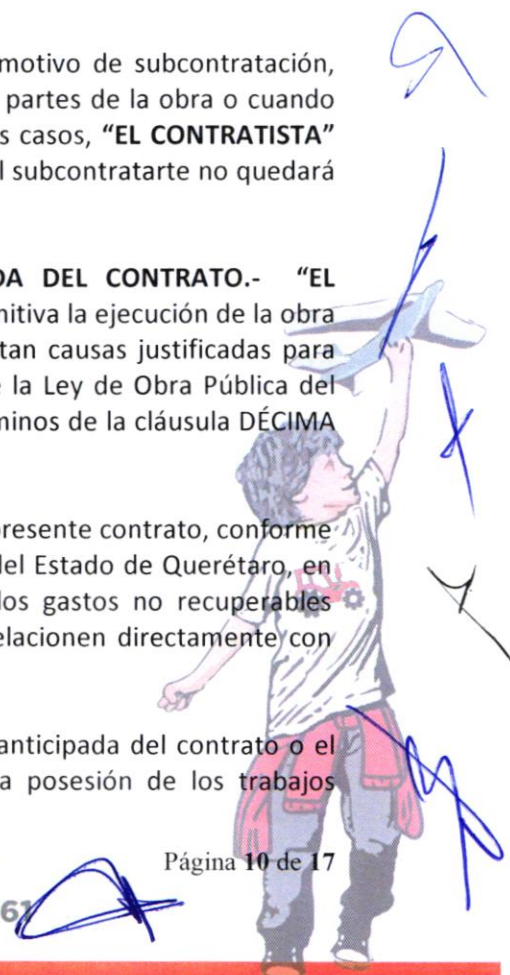 motivo de subcontratación,
partes de la obra o cuando
s casos, “EL CONTRATISTA”
l subcontratarte no quedará
DA DEL CONTRATO.- “EL
nitiva la ejecución de la obra
tan causas justificadas para
e la Ley de Obra Pública del
minos de la cláusula DÉCIMA
presente contrato, conforme
del Estado de Querétaro, en
los gastos no recuperables
elacionen directamente con
anticipada del contrato o el
a posesión de los trabajos
Página 10 de 17
61